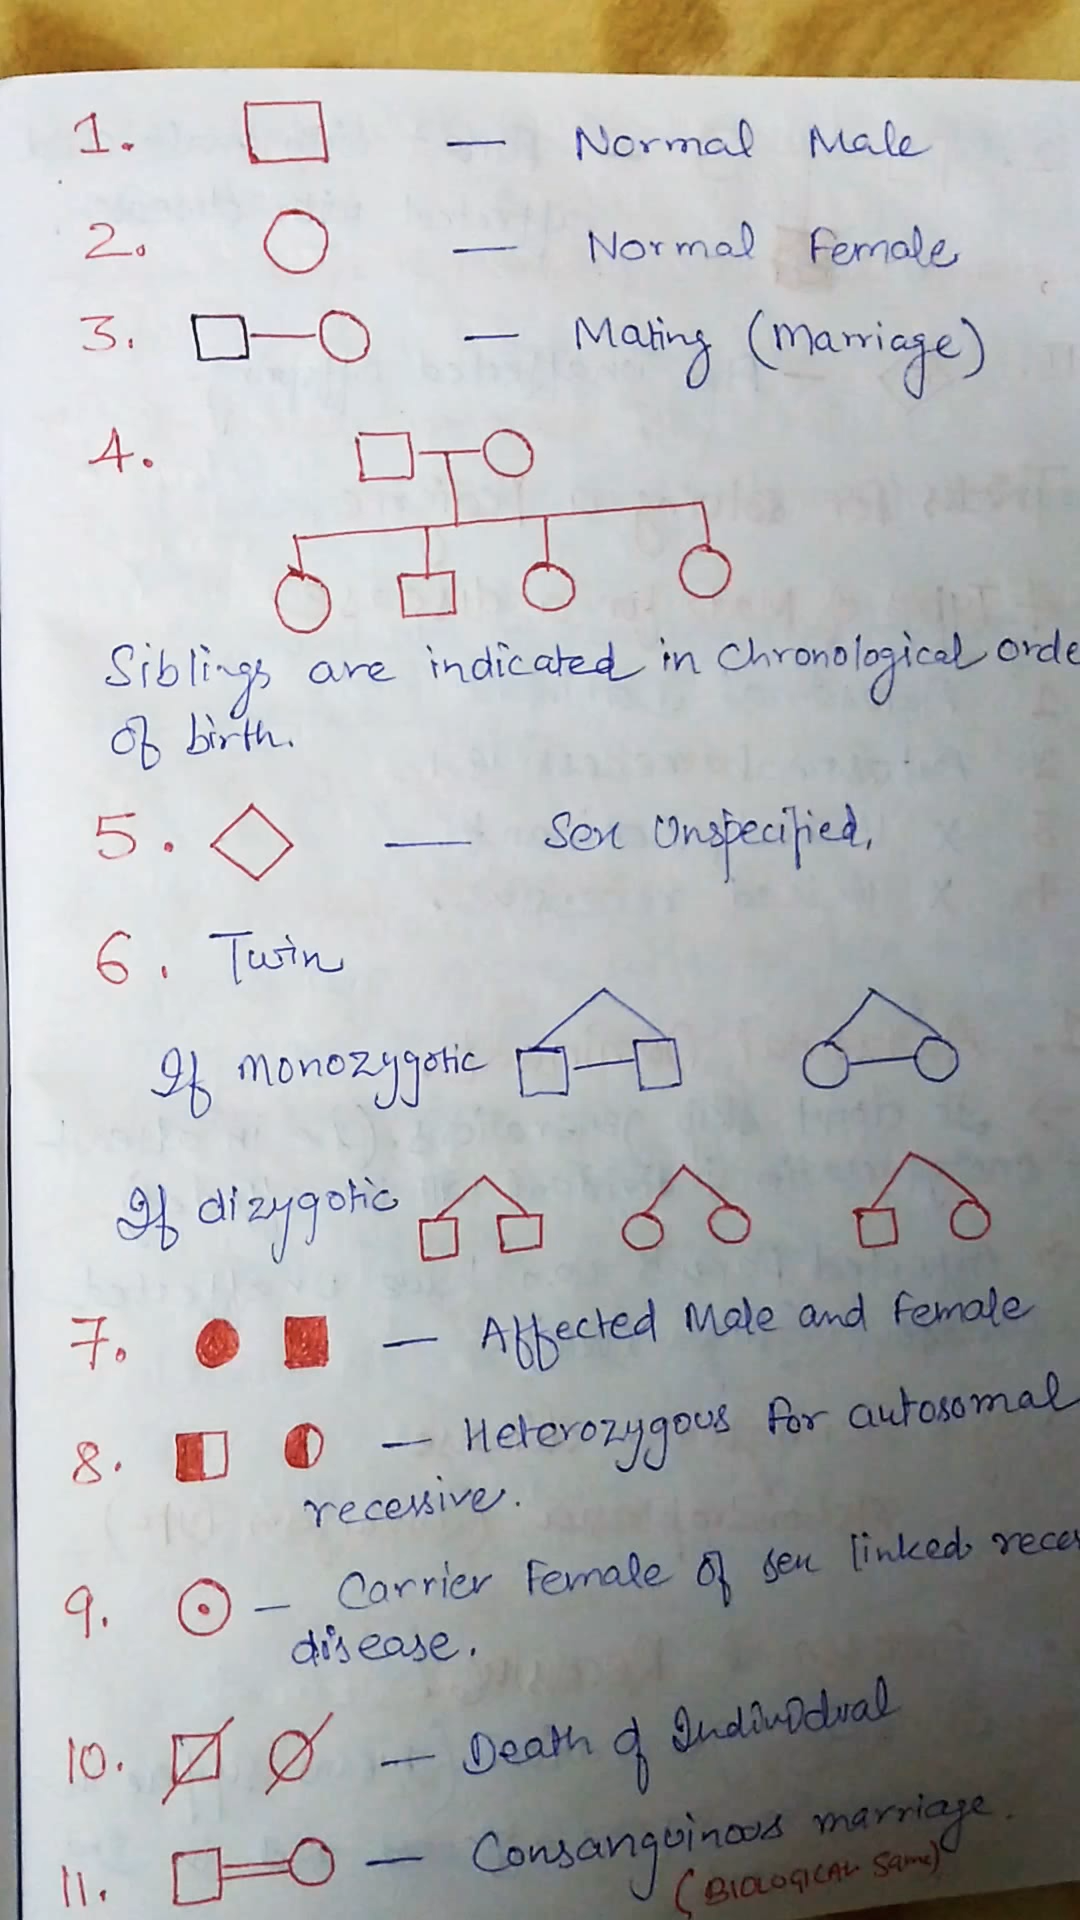 1. — Normal Male
2. — Normal Female
3. — Mating (Marriage)
4.
Siblings are indicated in Chronological orde
of birth.
5. — Sex Unspecified.
6. Twin
If monozygotic
If dizygotic
7. — Affected Male and Female
8. — Heterozygous for autosomal
recessive.
9. — Carrier Female of sex linked reces
disease.
10. — Death of Individual
11. — Consanguinous marriage.
(BIOLOGICAL Same)